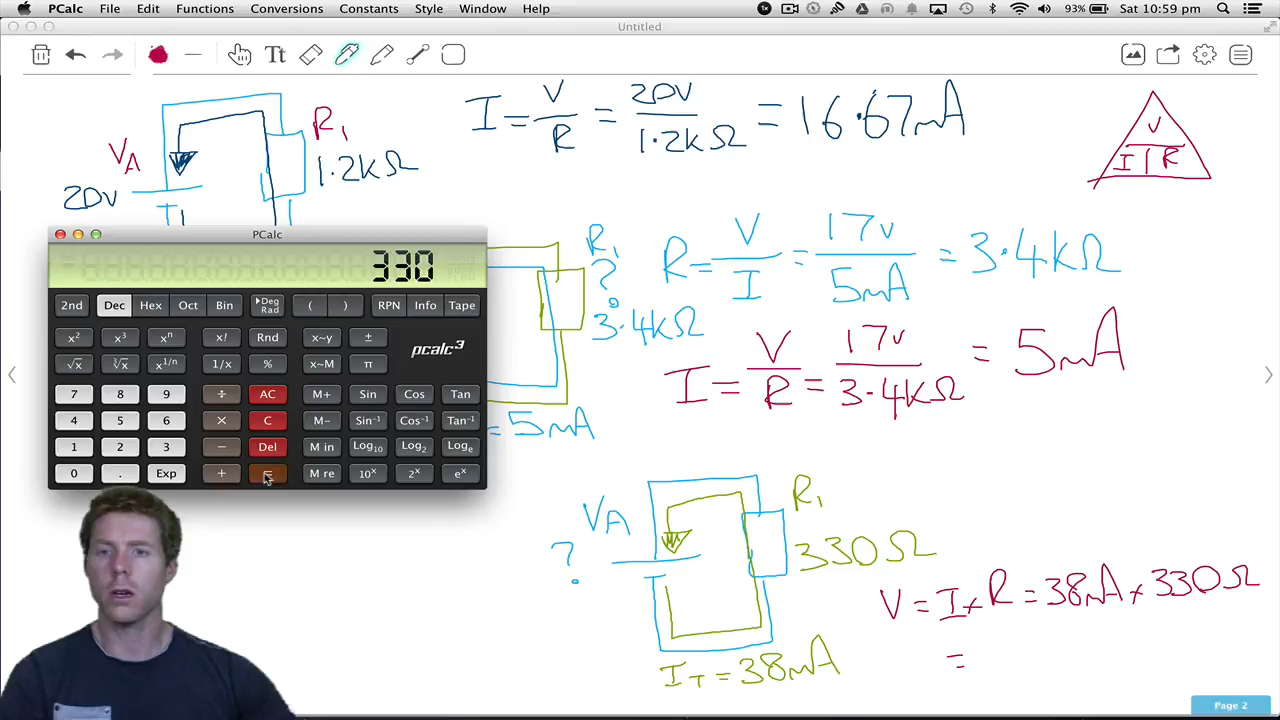 PCalc File Edit Functions Conversions Constants Style Window Help 1x 93% Sat 10:59 pm
Untitled
Tt
VA
20V
R1
1.2KΩ
I = V/R = 20V/1.2kΩ = 16.67mA
V
I | R
PCalc
330
2nd Dec Hex Oct Bin Deg Rad ( ) RPN Info Tape
x² x³ xⁿ x! Rnd x~y ±
√x ³√x x^1/n 1/x % x~M π
pcalc³
7 8 9 ÷ AC M+ Sin Cos Tan
4 5 6 × C M- Sin⁻¹ Cos⁻¹ Tan⁻¹
1 2 3 − Del M in Log10 Log2 Loge
0 . Exp + = M re 10ˣ 2ˣ eˣ
R1
?
3.4KΩ
= 5mA
R = V/I = 17V/5mA = 3.4KΩ
I = V/R = 17V/3.4KΩ = 5mA
VA
?
R1
330Ω
IT = 38mA
V = I × R = 38mA × 330Ω
=
Page 2